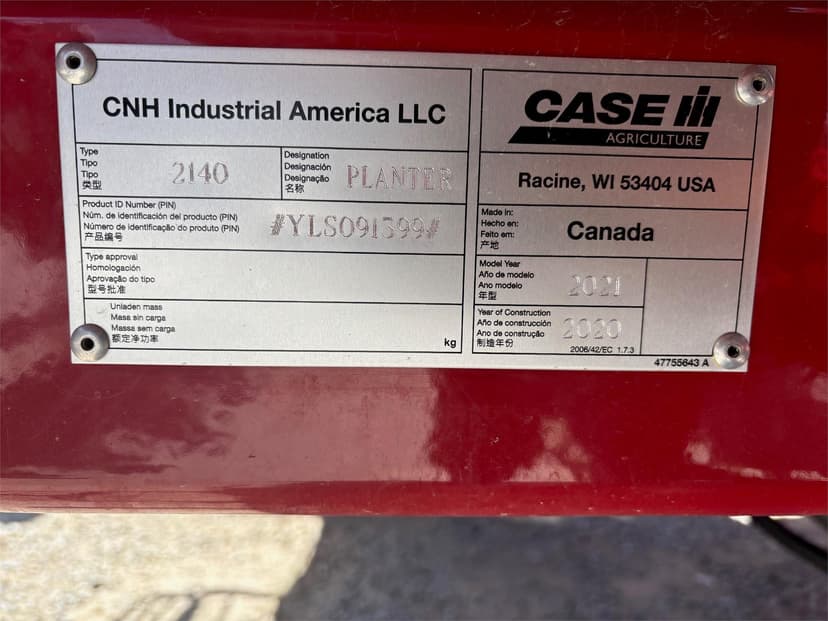 CNH Industrial America LLC
Type
Tipo
Tipo
类型
2140
Designation
Designación
Designação
名称
PLANTER
Product ID Number (PIN)
Núm. de identificación del producto (PIN)
Número de identificação do produto (PIN)
产品编号
#YLS091399#
Type approval
Homologación
Aprovação do tipo
型号批准
Unladen mass
Masa sin carga
Massa sem carga
额定净功率
kg
CASE IH
AGRICULTURE
Racine, WI 53404 USA
Made in:
Hecho en:
Feito em:
产地
Canada
Model Year
Año de modelo
Ano modelo
年型
2021
Year of Construction
Año de construcción
Ano de construção
制造年份
2020
2006/42/EC 1.7.3
47755643 A